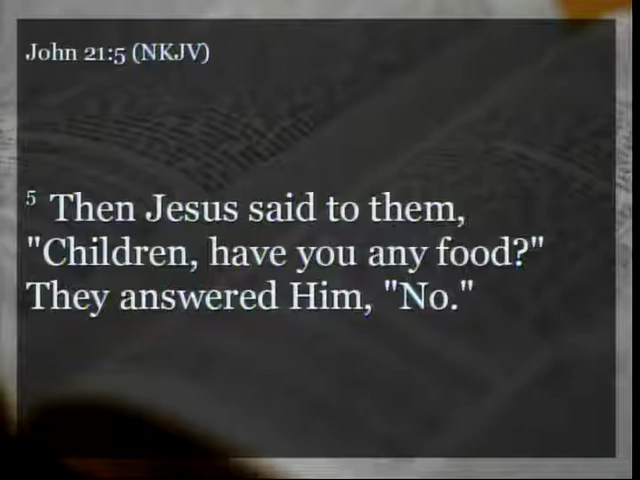 John 21:5 (NKJV)
5 Then Jesus said to them,
"Children, have you any food?"
They answered Him, "No."